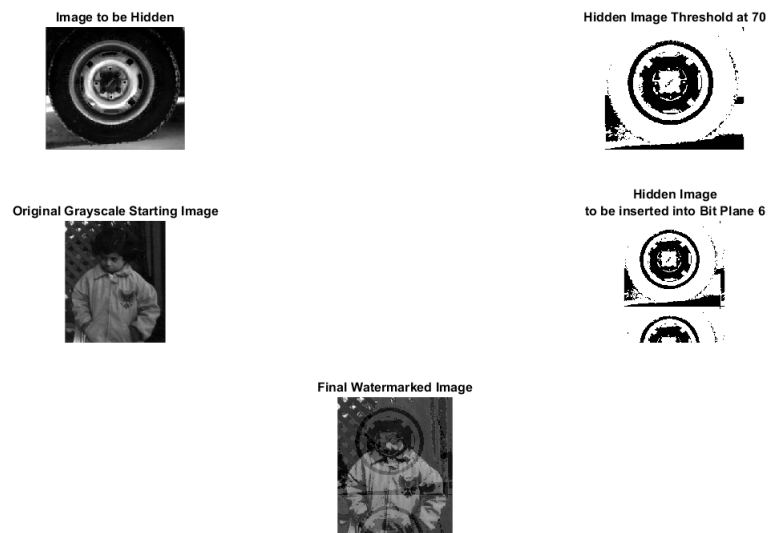 Image to be Hidden
Hidden Image Threshold at 70
Original Grayscale Starting Image
Hidden Image
to be inserted into Bit Plane 6
Final Watermarked Image